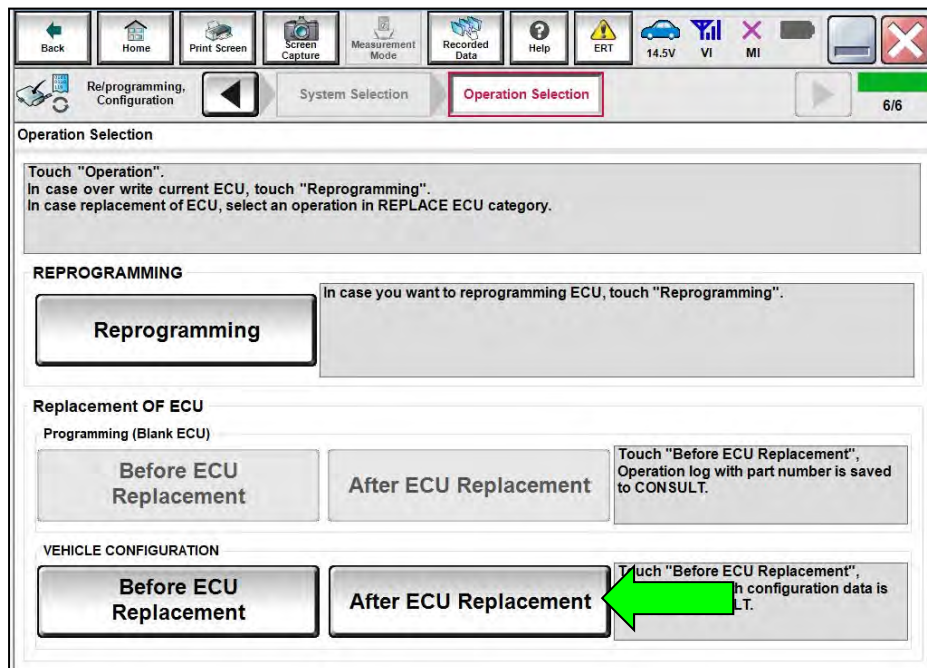 Back
Home
Print Screen
Screen
Capture
Measurement
Mode
Recorded
Data
Help
ERT
14.5V
VI
MI
Re/programming,
Configuration
System Selection
Operation Selection
6/6
Operation Selection
Touch "Operation".
In case over write current ECU, touch "Reprogramming".
In case replacement of ECU, select an operation in REPLACE ECU category.
REPROGRAMMING
Reprogramming
In case you want to reprogramming ECU, touch "Reprogramming".
Replacement OF ECU
Programming (Blank ECU)
Before ECU
Replacement
After ECU Replacement
Touch "Before ECU Replacement",
Operation log with part number is saved
to CONSULT.
VEHICLE CONFIGURATION
Before ECU
Replacement
After ECU Replacement
Touch "Before ECU Replacement",
configuration data is